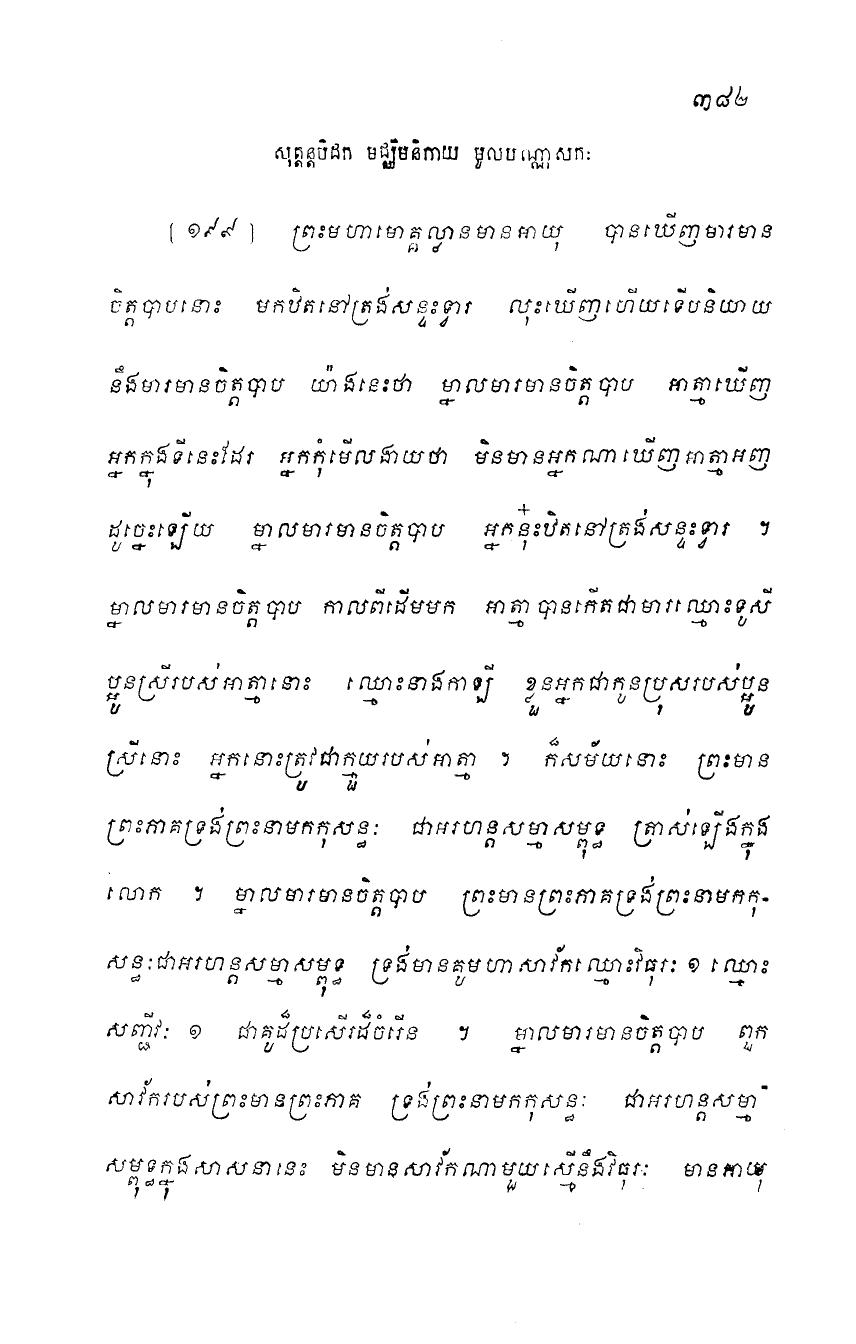 ៣៨២
សុត្តន្តបិដក មជ្ឈិមនិកាយ មូលបណ្ណាសកៈ
(១៩៩) ព្រះមហាមោគ្គល្លានមានអាយុ បានឃើញមារមាន
ចិត្តបាបនោះ មកឋិតនៅត្រង់សន្ទះទ្វារ លុះឃើញហើយទើបនិយាយ
នឹងមារមានចិត្តបាប យ៉ាងនេះថា ម្នាលមារមានចិត្តបាប អាត្មាឃើញ
អ្នកក្នុងទីនេះដែរ អ្នកកុំមើលងាយថា មិនមានអ្នកណាឃើញអាត្មាអញ
ដូច្នេះឡើយ ម្នាលមារមានចិត្តបាប អ្នកនុ៎ះឋិតនៅត្រង់សន្ទះទ្វារ ។
ម្នាលមារមានចិត្តបាប កាលពីដើមមក អាត្មាបានកើតជាមារឈ្មោះទូសី
ប្អូនស្រីរបស់អាត្មានោះ ឈ្មោះនាងកាឡី ខ្លួនអ្នកជាកូនប្រុសរបស់ប្អូន
ស្រីនោះ អ្នកនោះត្រូវជាក្មួយរបស់អាត្មា ។ ក៏សម័យនោះ ព្រះមាន
ព្រះភាគទ្រង់ព្រះនាមកកុសន្ធៈ ជាអរហន្តសម្មាសម្ពុទ្ធ ត្រាស់ឡើងក្នុង
លោក ។ ម្នាលមារមានចិត្តបាប ព្រះមានព្រះភាគទ្រង់ព្រះនាមកកុ-
សន្ធៈជាអរហន្តសម្មាសម្ពុទ្ធ ទ្រង់មានគូមហាសាវ័កឈ្មោះវិធុរៈ ១ ឈ្មោះ
សញ្ជីវៈ ១ ជាគូដ៏ប្រសើរដ៏ចំរើន ។ ម្នាលមារមានចិត្តបាប ពួក
សាវ័ករបស់ព្រះមានព្រះភាគ ទ្រង់ព្រះនាមកកុសន្ធៈ ជាអរហន្តសម្មា
សម្ពុទ្ធក្នុងសាសនានេះ មិនមានសាវ័កណាមួយស្មើនឹងវិធុរៈ មានអាយុ